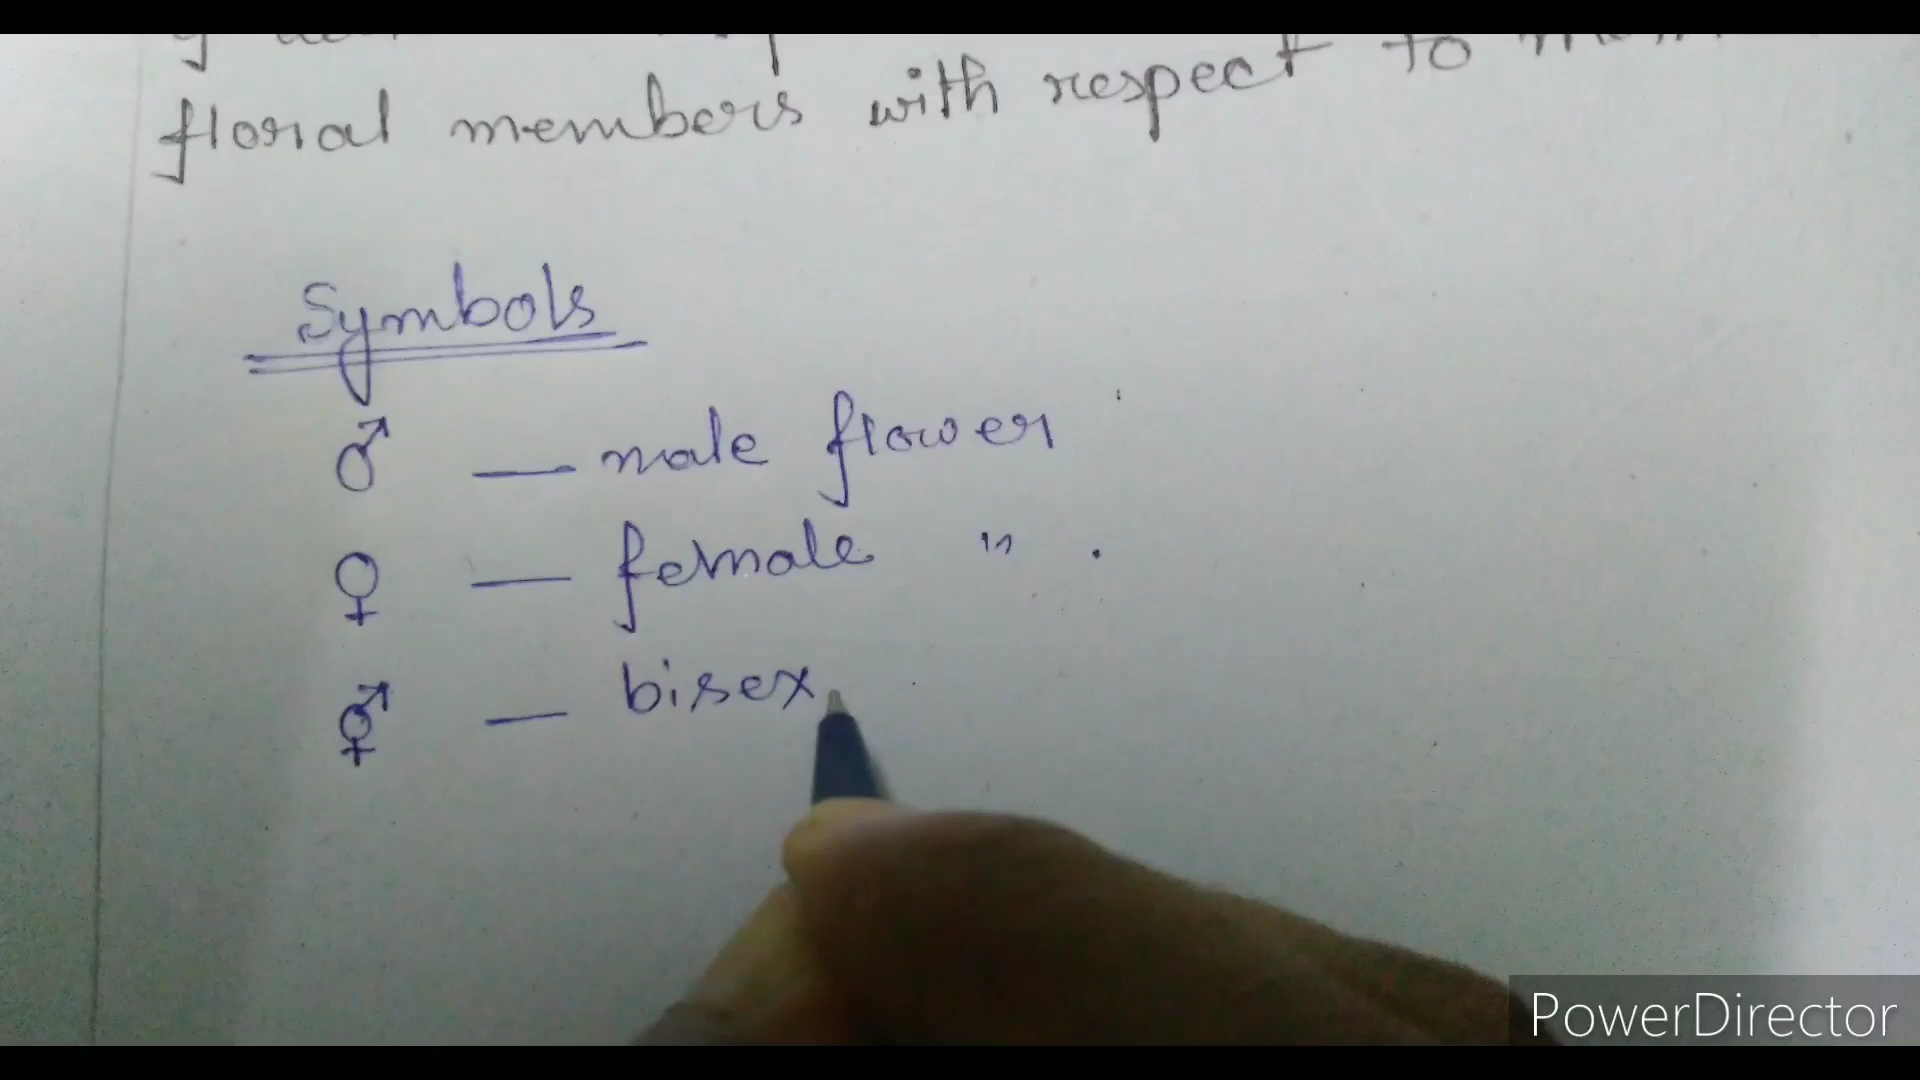 floral members with respect to
Symbols
♂ — male flower
♀ — female " .
⚥ — bisex
PowerDirector